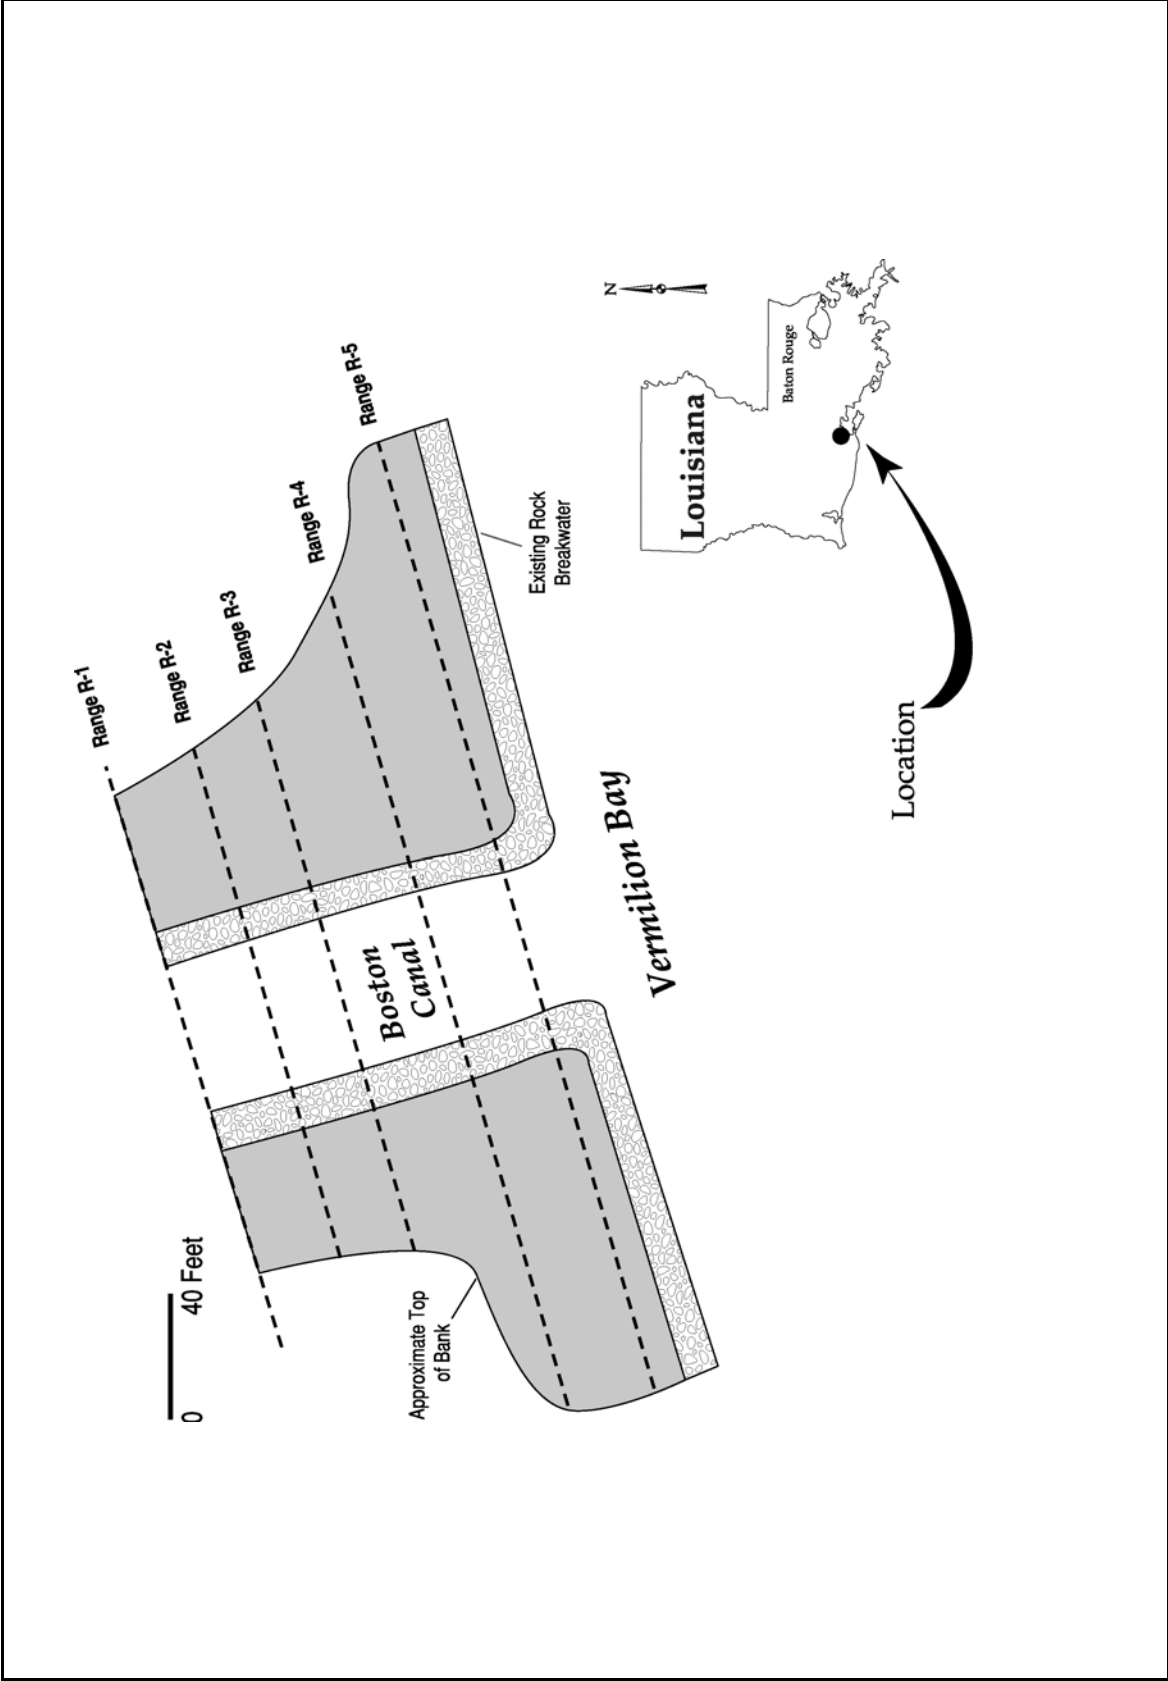 Range R-1
Range R-2
Range R-3
Range R-4
Range R-5
0
40 Feet
Approximate Top
of Bank
Boston
Canal
Existing Rock
Breakwater
Vermilion Bay
N
Louisiana
Baton Rouge
Location